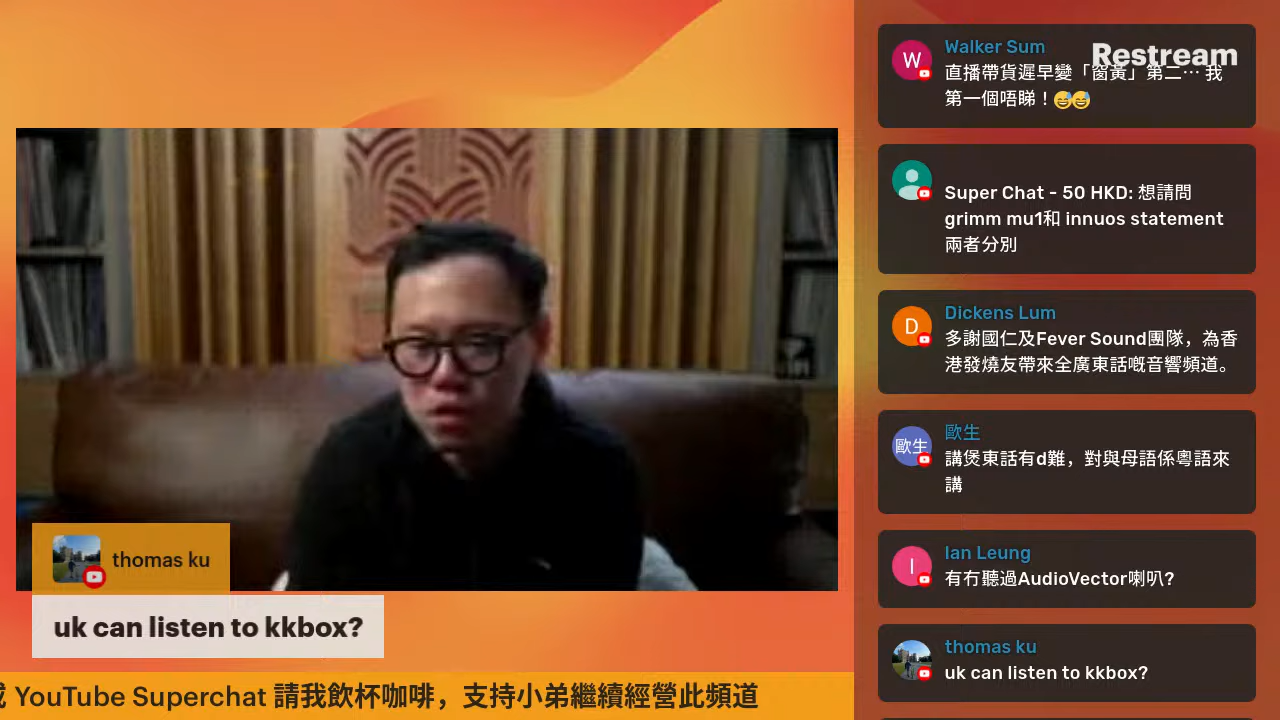 Restream
W
Walker Sum
直播帶貨遲早變「窗黃」第二… 我
第一個唔睇！😅😅
Super Chat - 50 HKD: 想請問
grimm mu1和 innuos statement
兩者分別
D
Dickens Lum
多謝國仁及Fever Sound團隊，為香
港發燒友帶來全廣東話嘅音響頻道。
歐生
歐生
講煲東話有d難，對與母語係粵語來
講
I
Ian Leung
有冇聽過AudioVector喇叭?
thomas ku
uk can listen to kkbox?
thomas ku
uk can listen to kkbox?
YouTube Superchat 請我飲杯咖啡，支持小弟繼續經營此頻道